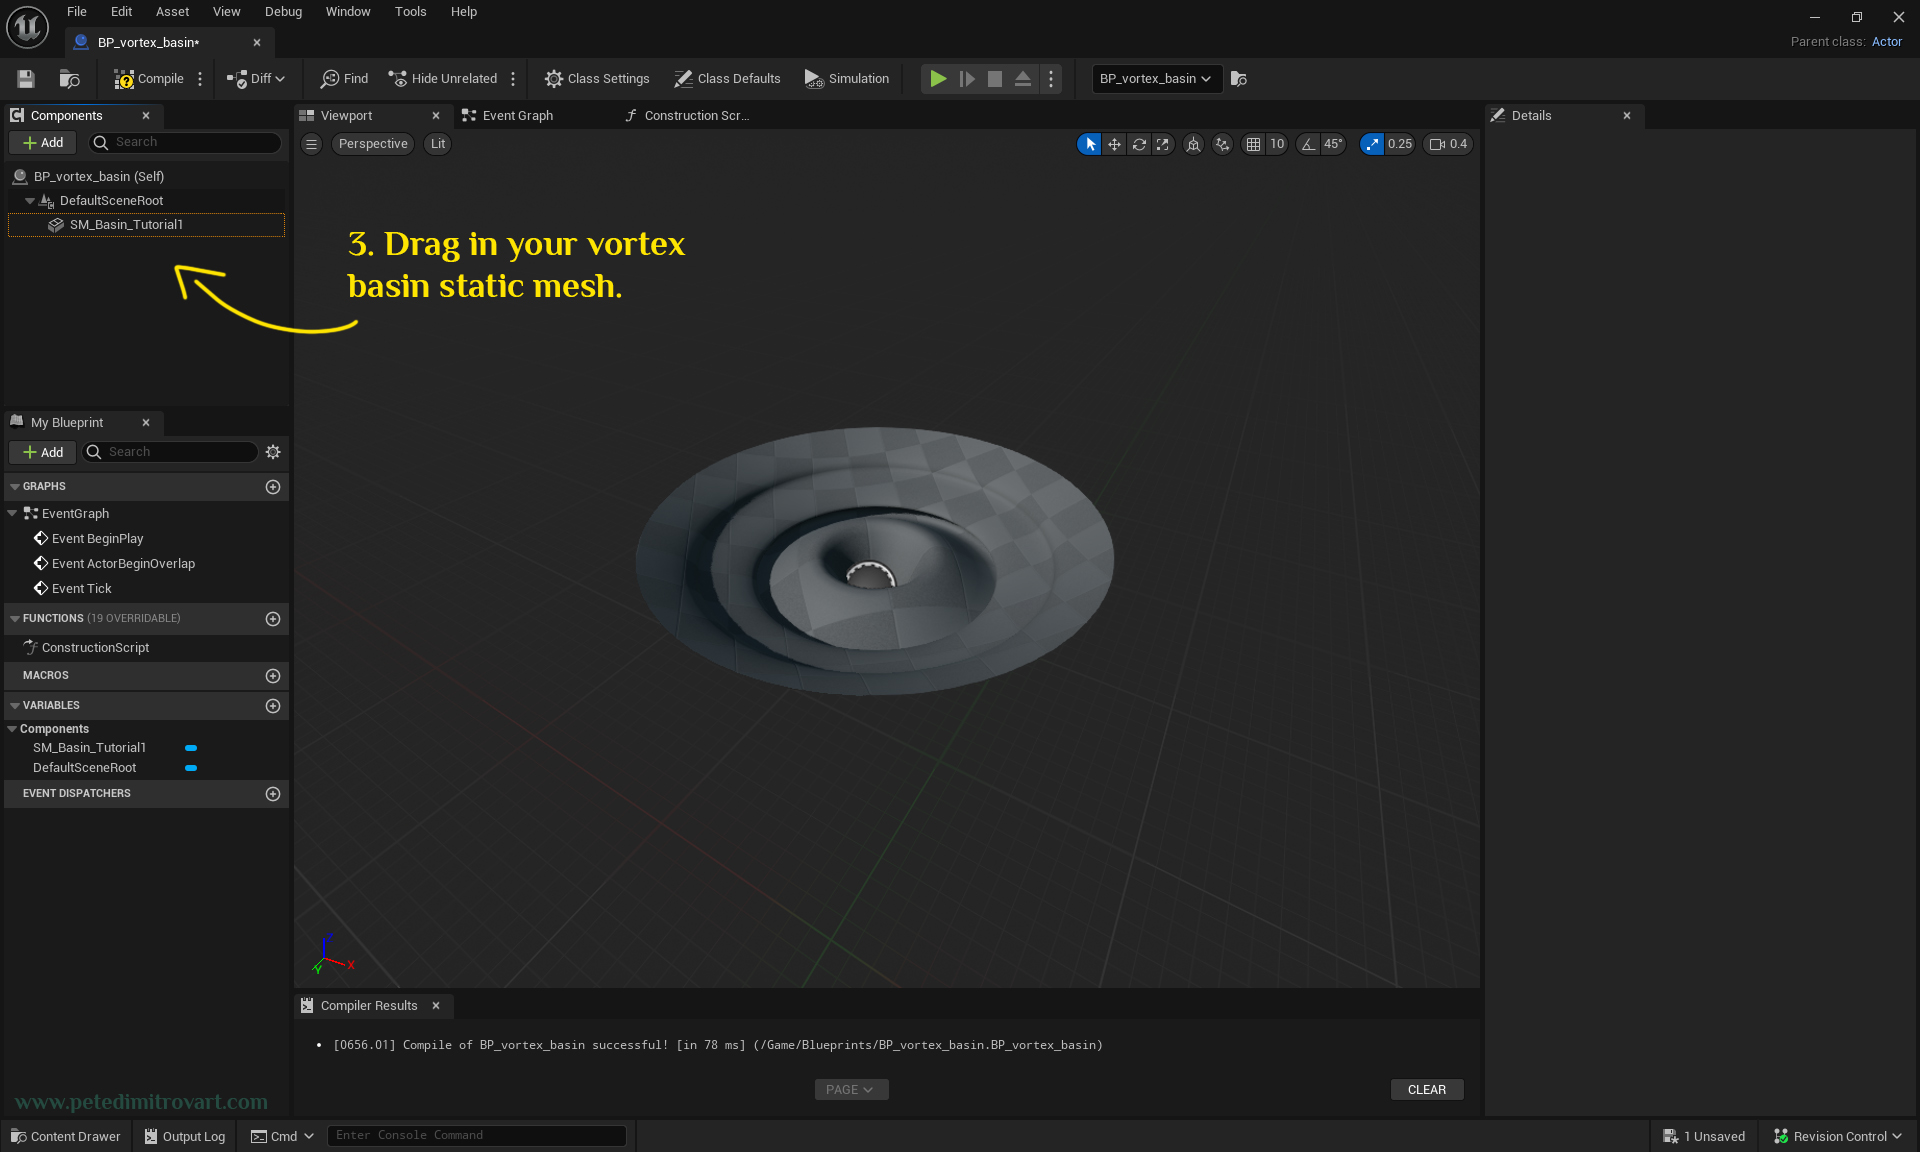 File Edit Asset View Debug Window Tools Help
BP_vortex_basin*
Parent class: Actor
Compile Diff Find Hide Unrelated Class Settings Class Defaults Simulation BP_vortex_basin
Components
Viewport Event Graph Construction Scr...
Details
Add Search
Perspective Lit 10 45° 0.25 0.4
BP_vortex_basin (Self)
DefaultSceneRoot
SM_Basin_Tutorial1
3. Drag in your vortex
basin static mesh.
My Blueprint
Add Search
GRAPHS
EventGraph
Event BeginPlay
Event ActorBeginOverlap
Event Tick
FUNCTIONS (19 OVERRIDABLE)
ConstructionScript
MACROS
VARIABLES
Components
SM_Basin_Tutorial1
DefaultSceneRoot
EVENT DISPATCHERS
Z
X
Y
Compiler Results
[0656.01] Compile of BP_vortex_basin successful! [in 78 ms] (/Game/Blueprints/BP_vortex_basin.BP_vortex_basin)
PAGE CLEAR
www.petedimitrovart.com
Content Drawer Output Log Cmd Enter Console Command 1 Unsaved Revision Control